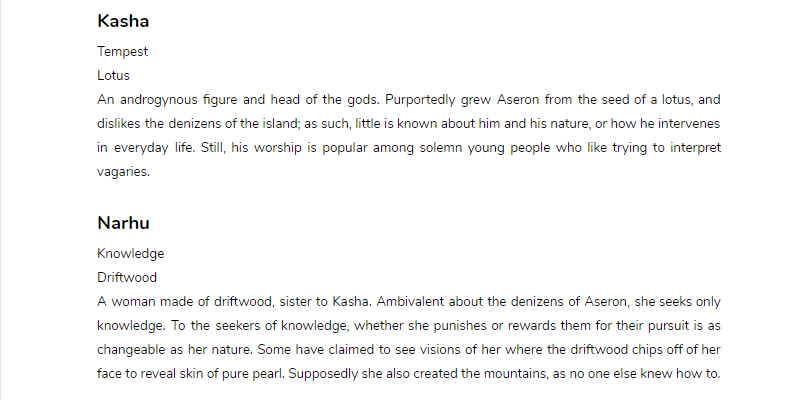 Kasha
Tempest
Lotus
An androgynous figure and head of the gods. Purportedly grew Aseron from the seed of a lotus, and
dislikes the denizens of the island; as such, little is known about him and his nature, or how he intervenes
in everyday life. Still, his worship is popular among solemn young people who like trying to interpret
vagaries.
Narhu
Knowledge
Driftwood
A woman made of driftwood, sister to Kasha. Ambivalent about the denizens of Aseron, she seeks only
knowledge. To the seekers of knowledge, whether she punishes or rewards them for their pursuit is as
changeable as her nature. Some have claimed to see visions of her where the driftwood chips off of her
face to reveal skin of pure pearl. Supposedly she also created the mountains, as no one else knew how to.